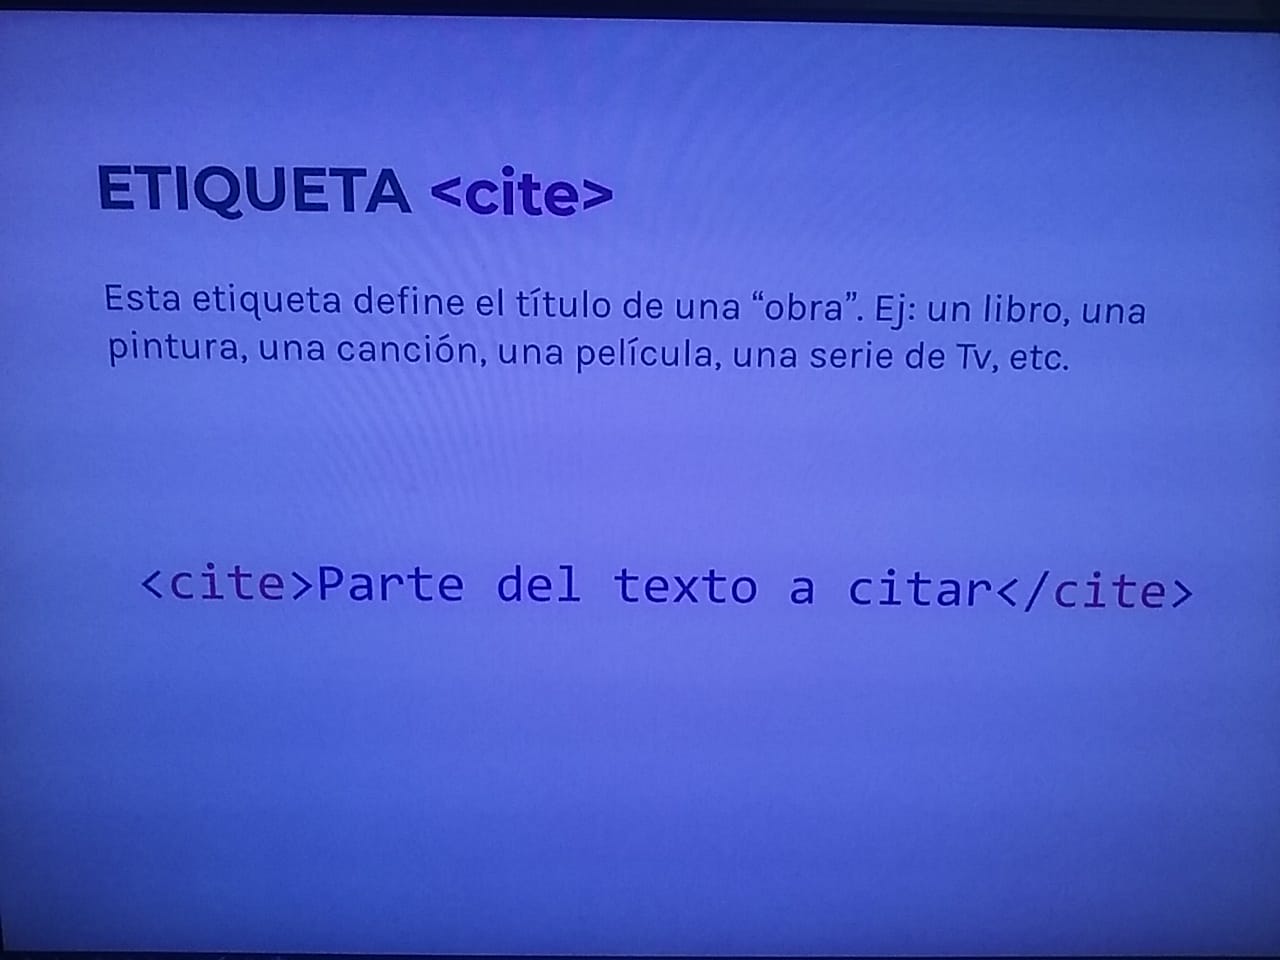 ETIQUETA <cite>
Esta etiqueta define el título de una “obra”. Ej: un libro, una
pintura, una canción, una película, una serie de Tv, etc.
<cite>Parte del texto a citar</cite>